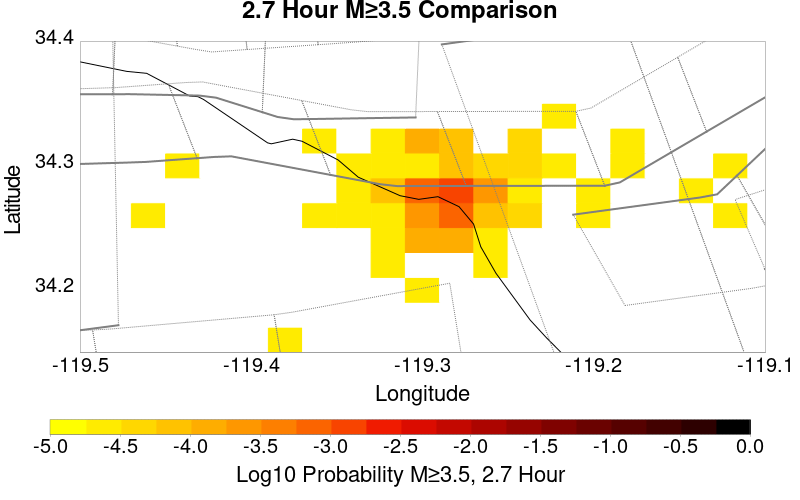 2.7 Hour M≥3.5 Comparison
34.4
34.3
34.2
Latitude
-119.5 -119.4 -119.3 -119.2 -119.1
Longitude
-5.0 -4.5 -4.0 -3.5 -3.0 -2.5 -2.0 -1.5 -1.0 -0.5 0.0
Log10 Probability M≥3.5, 2.7 Hour